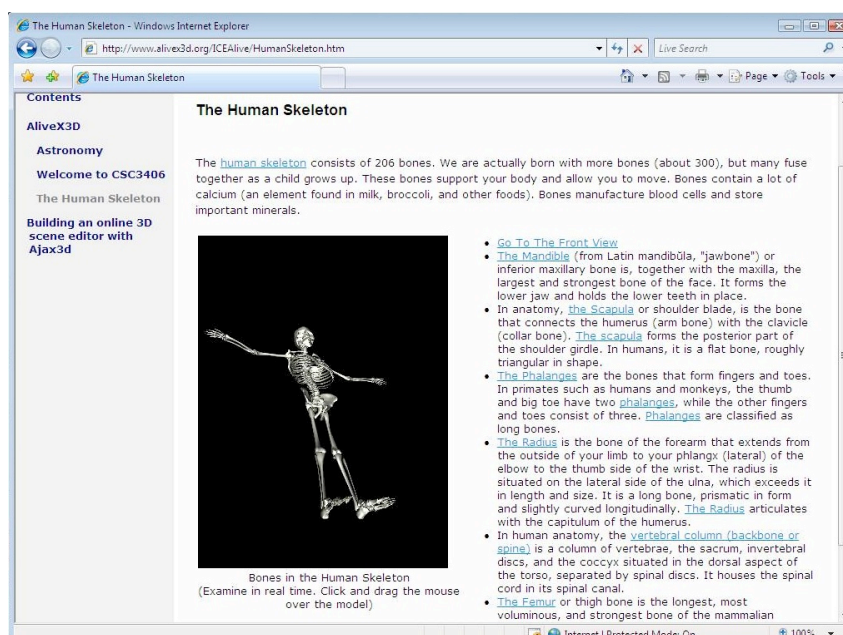 The Human Skeleton - Windows Internet Explorer
http://www.alivex3d.org/ICEAlive/HumanSkeleton.htm
Live Search
The Human Skeleton
Page
Tools
Contents
AliveX3D
Astronomy
Welcome to CSC3406
The Human Skeleton
Building an online 3D
scene editor with
Ajax3d
The Human Skeleton
The human skeleton consists of 206 bones. We are actually born with more bones (about 300), but many fuse
together as a child grows up. These bones support your body and allow you to move. Bones contain a lot of
calcium (an element found in milk, broccoli, and other foods). Bones manufacture blood cells and store
important minerals.
Bones in the Human Skeleton
(Examine in real time. Click and drag the mouse
over the model)
• Go To The Front View
• The Mandible (from Latin mandibūla, "jawbone") or
inferior maxillary bone is, together with the maxilla, the
largest and strongest bone of the face. It forms the
lower jaw and holds the lower teeth in place.
• In anatomy, the Scapula or shoulder blade, is the bone
that connects the humerus (arm bone) with the clavicle
(collar bone). The scapula forms the posterior part of
the shoulder girdle. In humans, it is a flat bone, roughly
triangular in shape.
• The Phalanges are the bones that form fingers and toes.
In primates such as humans and monkeys, the thumb
and big toe have two phalanges, while the other fingers
and toes consist of three. Phalanges are classified as
long bones.
• The Radius is the bone of the forearm that extends from
the outside of your limb to your phlangx (lateral) of the
elbow to the thumb side of the wrist. The radius is
situated on the lateral side of the ulna, which exceeds it
in length and size. It is a long bone, prismatic in form
and slightly curved longitudinally. The Radius articulates
with the capitulum of the humerus.
• In human anatomy, the vertebral column (backbone or
spine) is a column of vertebrae, the sacrum, invertebral
discs, and the coccyx situated in the dorsal aspect of
the torso, separated by spinal discs. It houses the spinal
cord in its spinal canal.
• The Femur or thigh bone is the longest, most
voluminous, and strongest bone of the mammalian
Internet | Protected Mode: On
100%